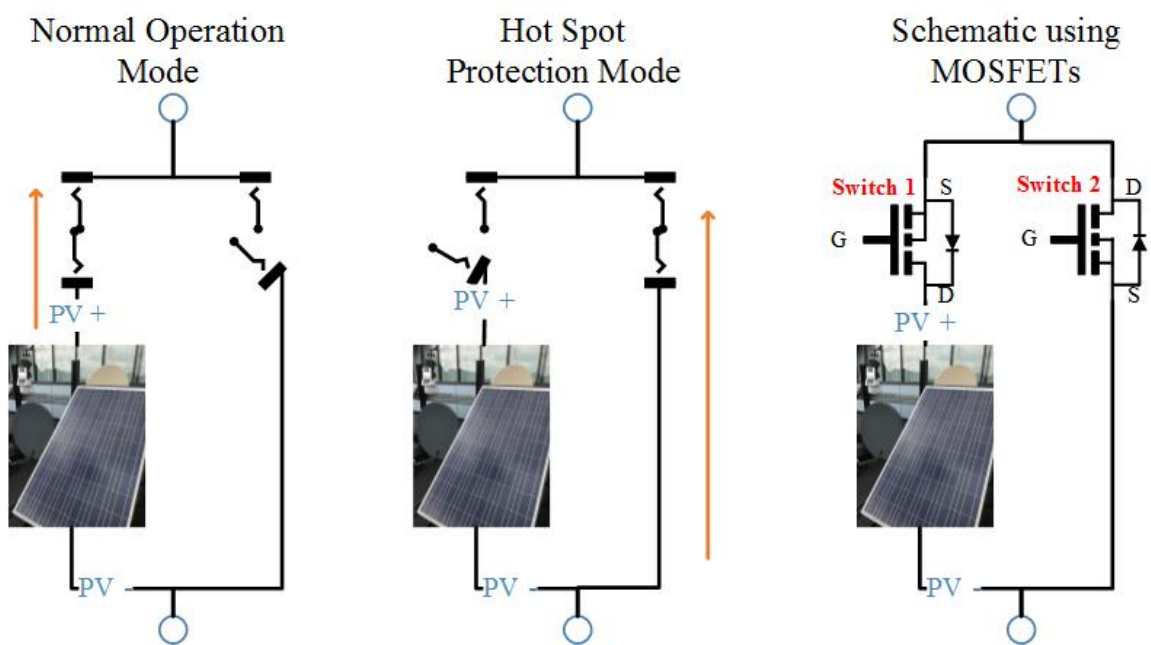 Normal Operation
Mode
Hot Spot
Protection Mode
Schematic using
MOSFETs
PV +
PV -
PV +
PV -
Switch 1
S
G
D
Switch 2
D
G
S
PV +
PV -